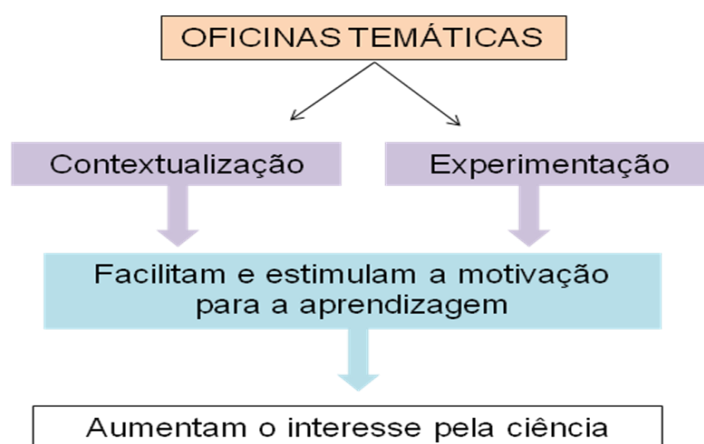 OFICINAS TEMÁTICAS
Contextualização
Experimentação
Facilitam e estimulam a motivação
para a aprendizagem
Aumentam o interesse pela ciência